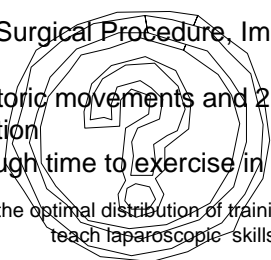 Surgical Procedure, Im
toric movements and 2
tion
ugh time to exercise in
the optimal distribution of traini
teach laparoscopic skills